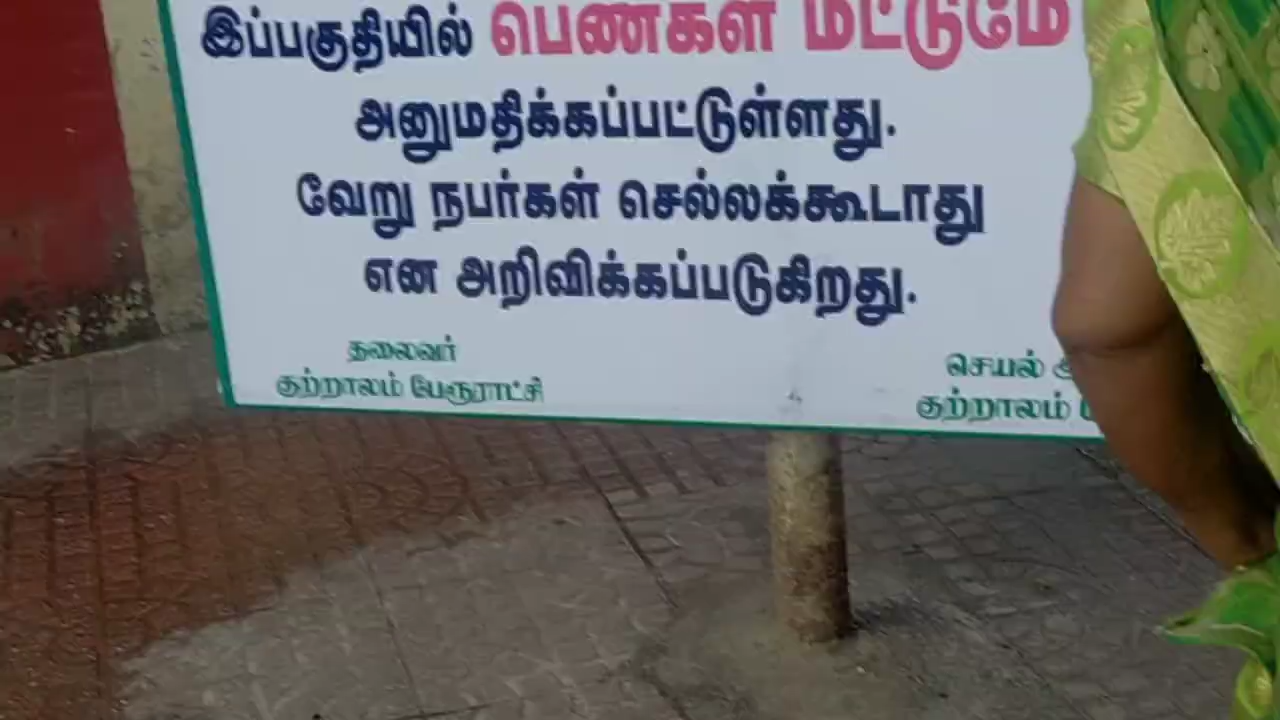 இப்பகுதியில் பெண்கள் மட்டுமே
அனுமதிக்கப்பட்டுள்ளது.
வேறு நபர்கள் செல்லக்கூடாது
என அறிவிக்கப்படுகிறது.
தலைவர்
குற்றாலம் பேரூராட்சி
செயல்
குற்றாலம்